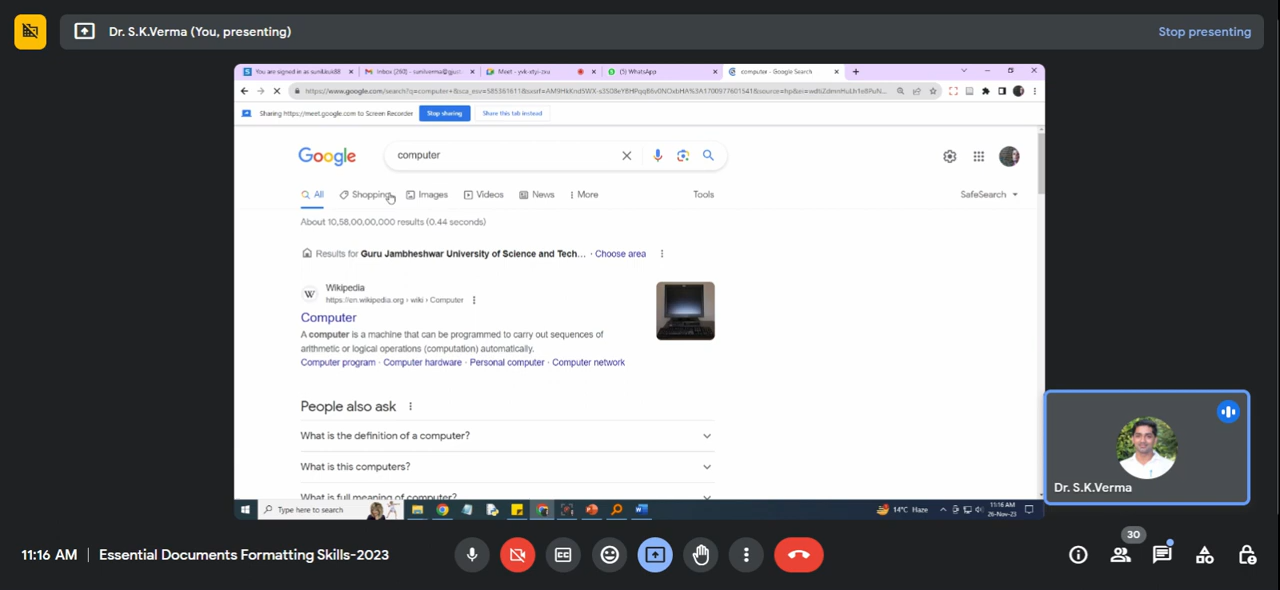 Dr. S.K.Verma (You, presenting)
Stop presenting
You are signed in as sunilkuk88
Inbox (260) - sunilverma@gjust
Meet - yvk-styi-zxu
(5) WhatsApp
computer - Google Search
Sharing https://meet.google.com to Screen Recorder
Stop sharing
Share this tab instead
Google
computer
All
Shopping
Images
Videos
News
More
Tools
SafeSearch
About 10,58,00,00,000 results (0.44 seconds)
Results for Guru Jambheshwar University of Science and Tech... · Choose area
W
Wikipedia
https://en.wikipedia.org › wiki › Computer
Computer
A computer is a machine that can be programmed to carry out sequences of
arithmetic or logical operations (computation) automatically.
Computer program · Computer hardware · Personal computer · Computer network
People also ask
What is the definition of a computer?
What is this computers?
What is full meaning of computer?
Type here to search
14°C Haze
11:16 AM
26-Nov-23
Dr. S.K.Verma
11:16 AM | Essential Documents Formatting Skills-2023
30